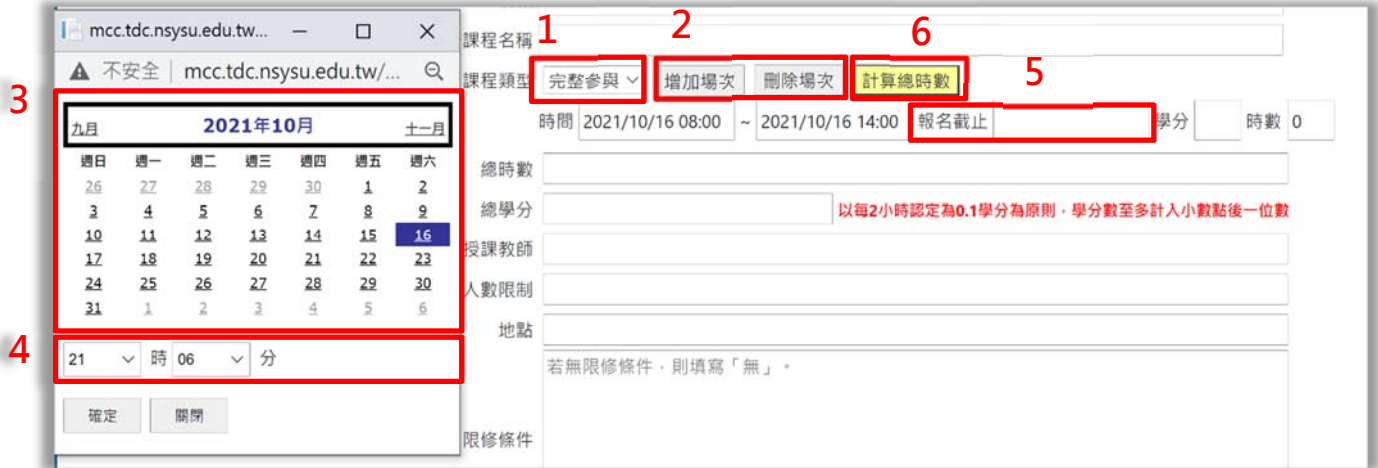 mcc.tdc.nsysu.edu.tw...
不安全 | mcc.tdc.nsysu.edu.tw/...
3
九月 2021年10月 十一月
週日 週一 週二 週三 週四 週五 週六
26 27 28 29 30 1 2
3 4 5 6 7 8 9
10 11 12 13 14 15 16
17 18 19 20 21 22 23
24 25 26 27 28 29 30
31 1 2 3 4 5 6
4
21 時 06 分
確定 關閉
課程名稱
1 2 6 5
課程類型 完整參與 增加場次 刪除場次 計算總時數
時間 2021/10/16 08:00 ~ 2021/10/16 14:00 報名截止 學分 時數 0
總時數
總學分 以每2小時認定為0.1學分為原則，學分數至多計入小數點後一位數
授課教師
人數限制
地點
若無限修條件，則填寫「無」。
限修條件